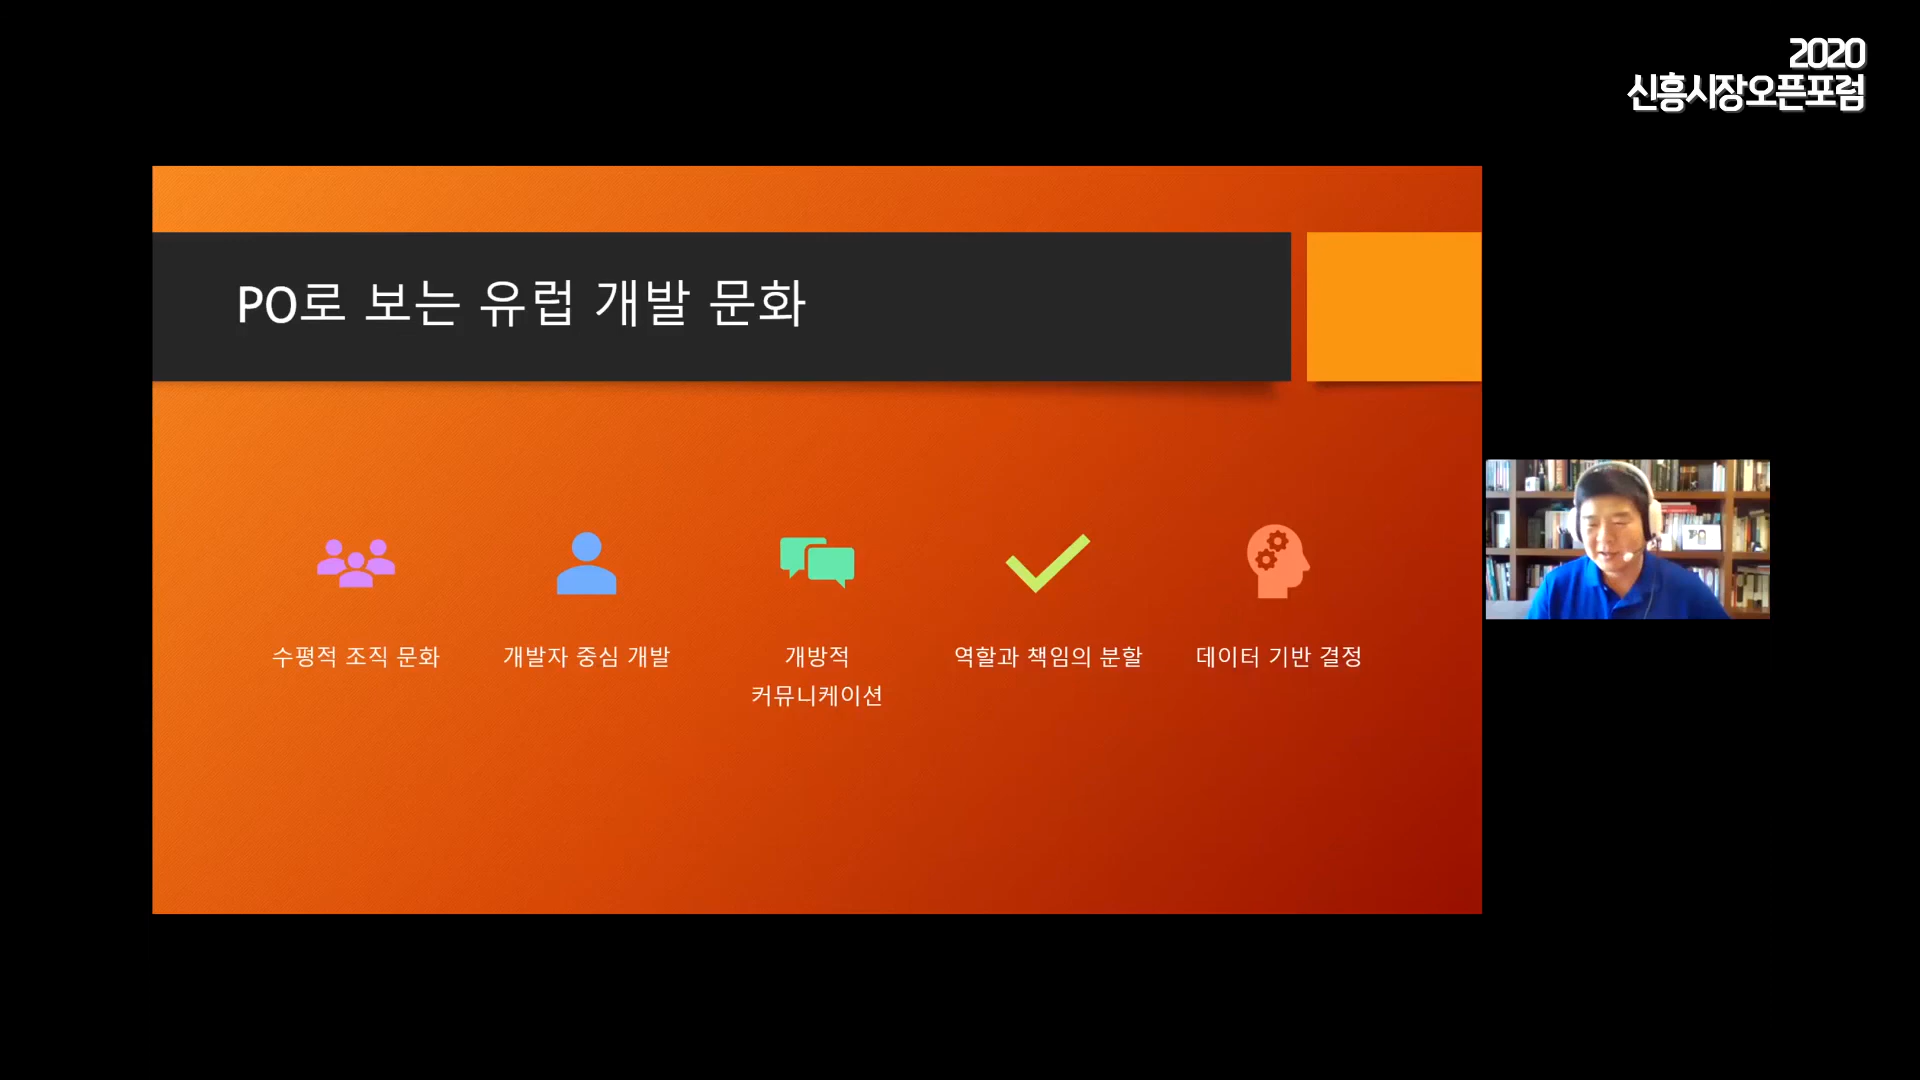 2020
신흥시장오픈포럼
PO로 보는 유럽 개발 문화
수평적 조직 문화
개발자 중심 개발
개방적
커뮤니케이션
역할과 책임의 분할
데이터 기반 결정